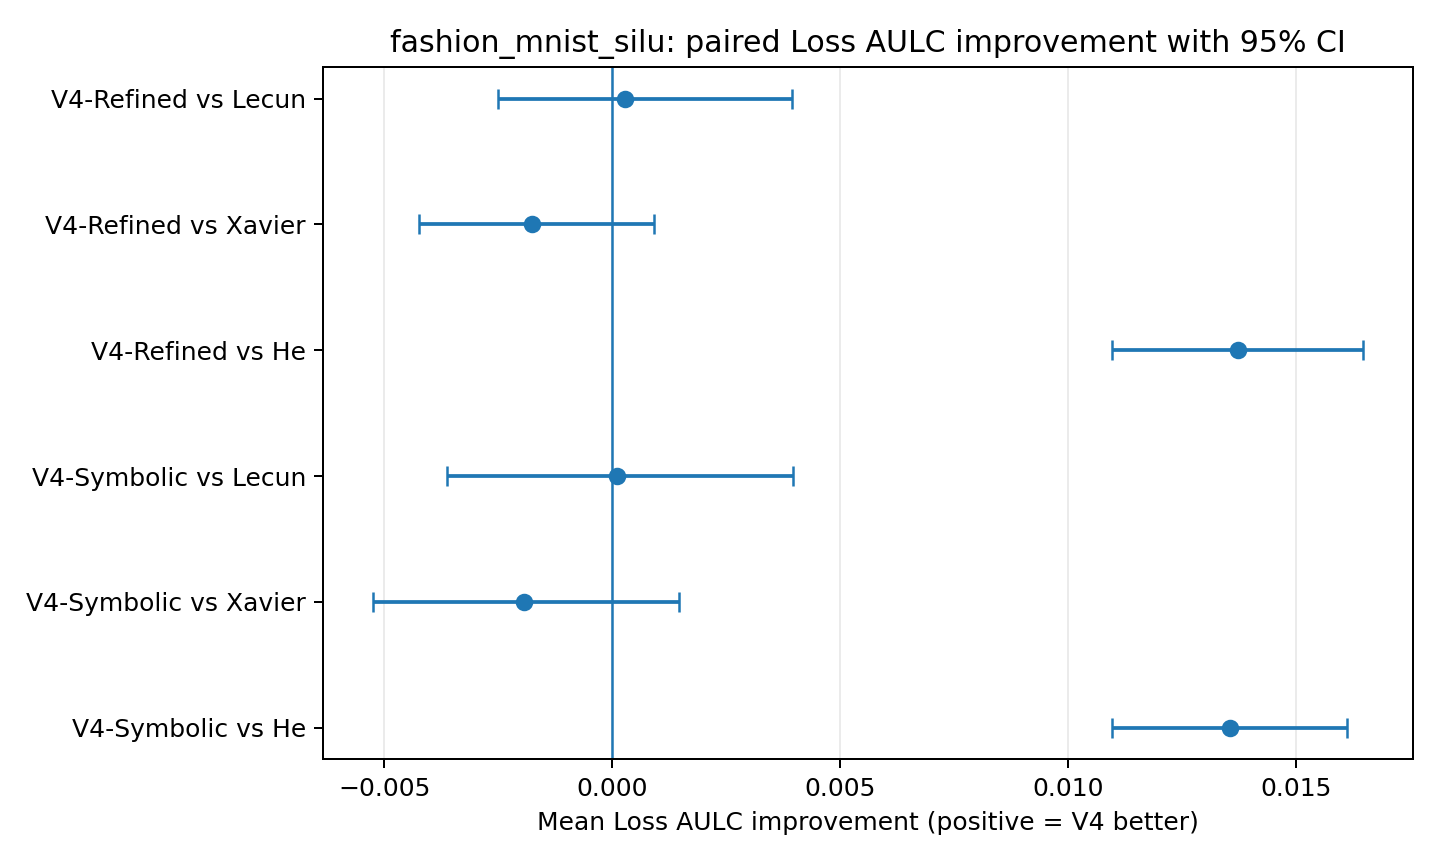 fashion_mnist_silu: paired Loss AULC improvement with 95% CI
V4-Refined vs Lecun
V4-Refined vs Xavier
V4-Refined vs He
V4-Symbolic vs Lecun
V4-Symbolic vs Xavier
V4-Symbolic vs He
−0.005 0.000 0.005 0.010 0.015
Mean Loss AULC improvement (positive = V4 better)